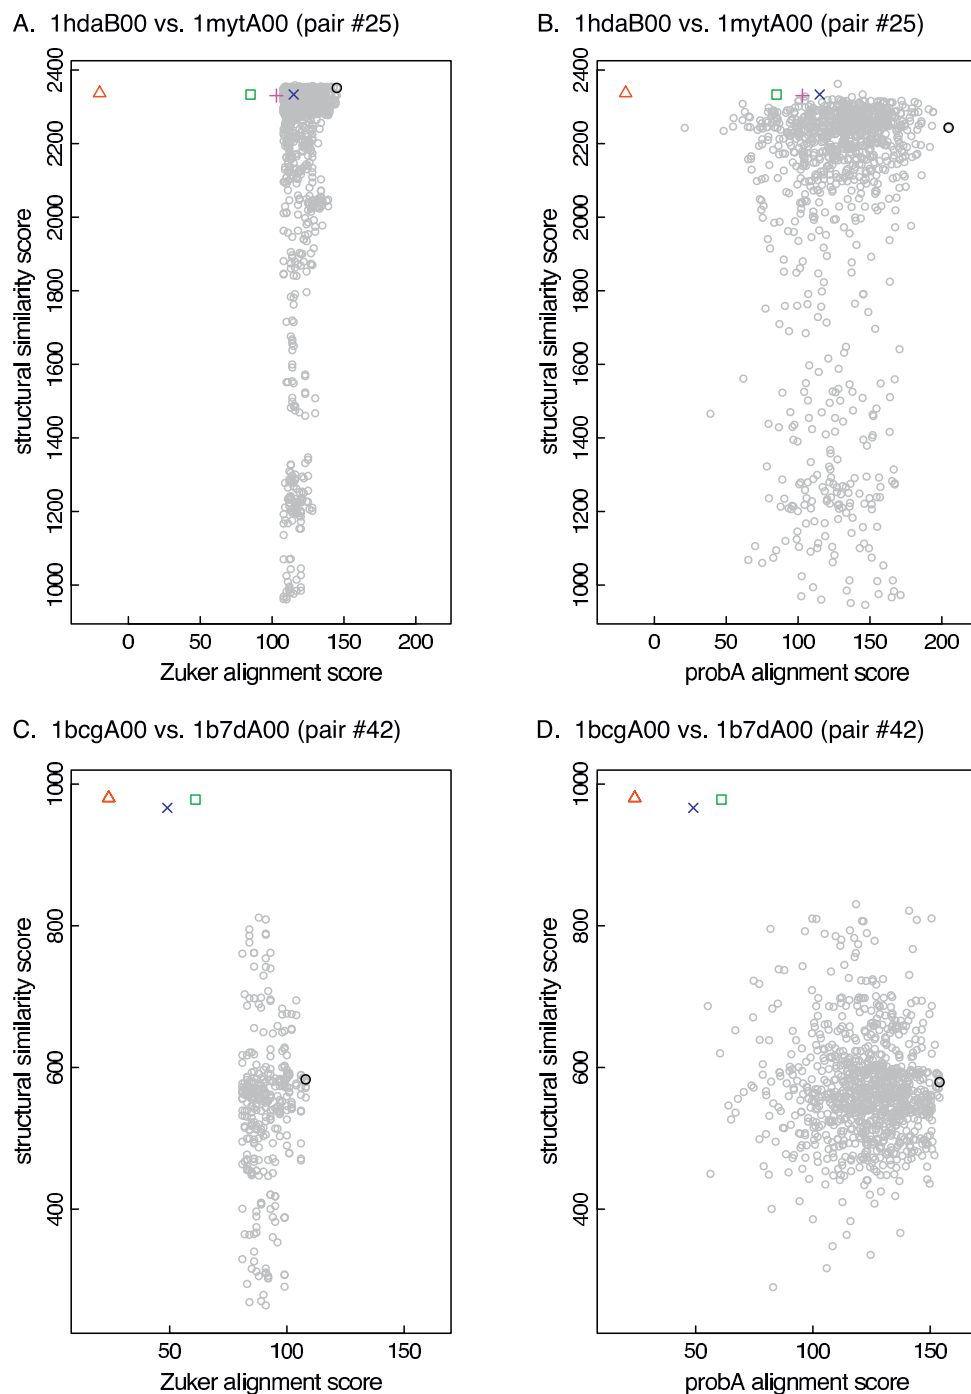 A. 1hdaB00 vs. 1mytA00 (pair #25)
structural similarity score
2400
2200
2000
1800
1600
1400
1200
1000
0 50 100 150 200
Zuker alignment score
B. 1hdaB00 vs. 1mytA00 (pair #25)
structural similarity score
2400
2200
2000
1800
1600
1400
1200
1000
0 50 100 150 200
probA alignment score
C. 1bcgA00 vs. 1b7dA00 (pair #42)
structural similarity score
1000
800
600
400
50 100 150
Zuker alignment score
D. 1bcgA00 vs. 1b7dA00 (pair #42)
structural similarity score
1000
800
600
400
50 100 150
probA alignment score